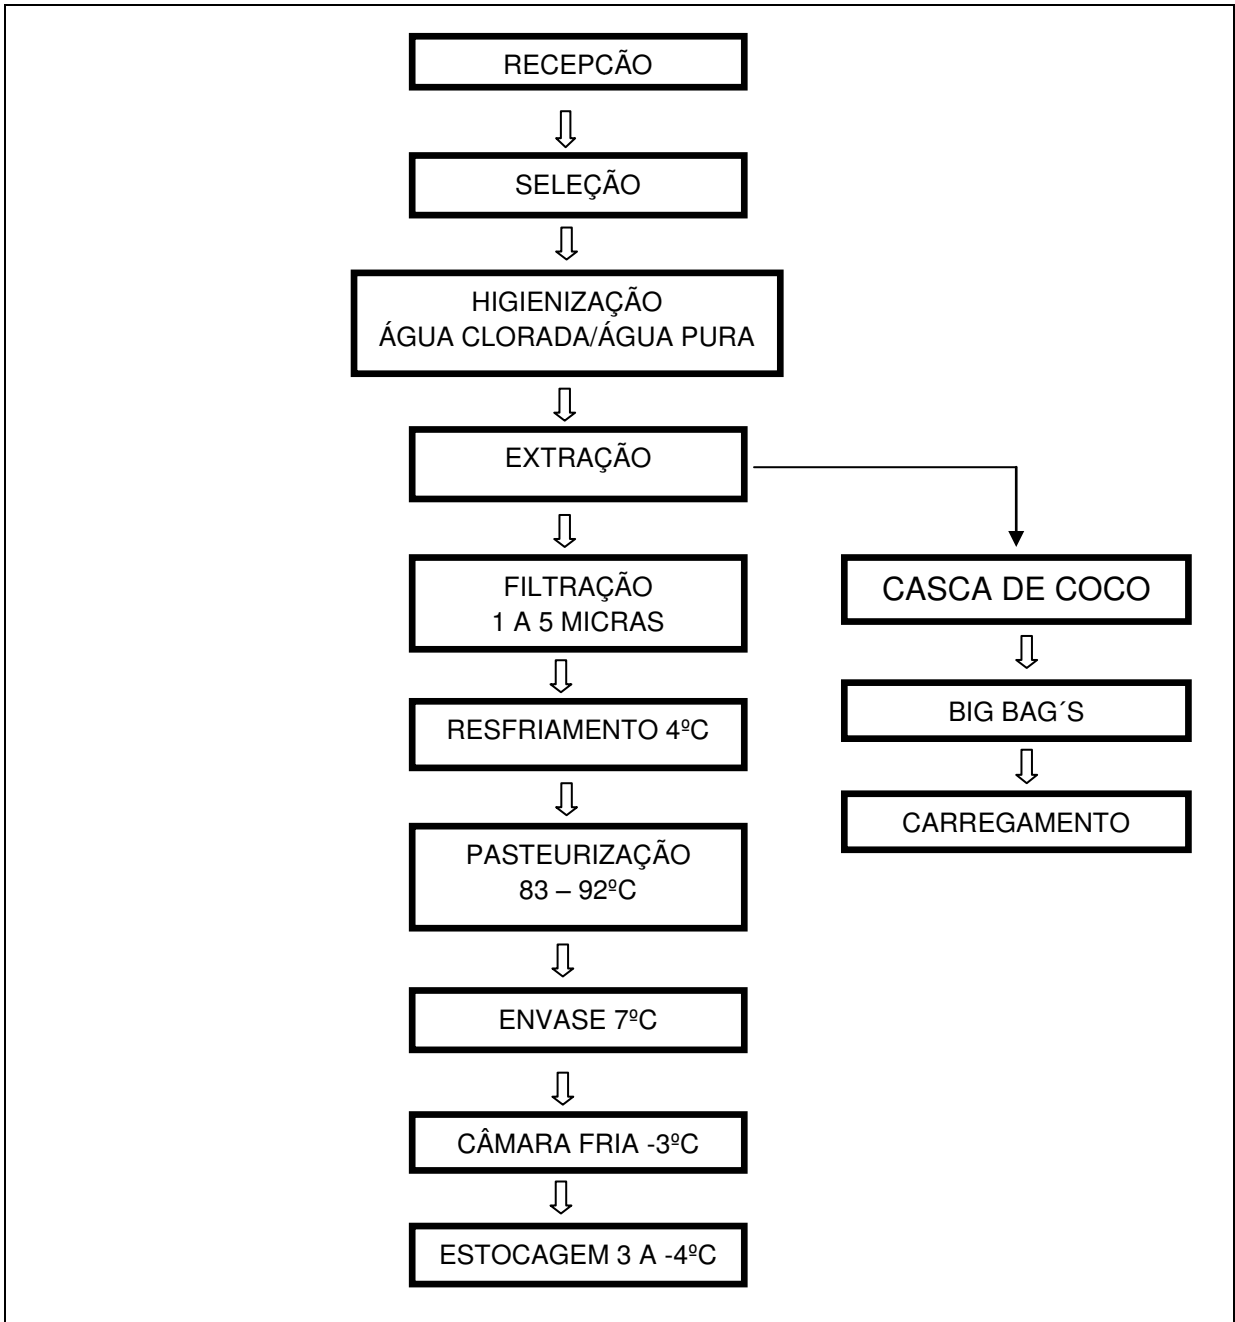 RECEPCÃO
SELEÇÃO
HIGIENIZAÇÃO
ÁGUA CLORADA/ÁGUA PURA
EXTRAÇÃO
FILTRAÇÃO
1 A 5 MICRAS
RESFRIAMENTO 4ºC
PASTEURIZAÇÃO
83 – 92ºC
ENVASE 7ºC
CÂMARA FRIA -3ºC
ESTOCAGEM 3 A -4ºC
CASCA DE COCO
BIG BAG´S
CARREGAMENTO